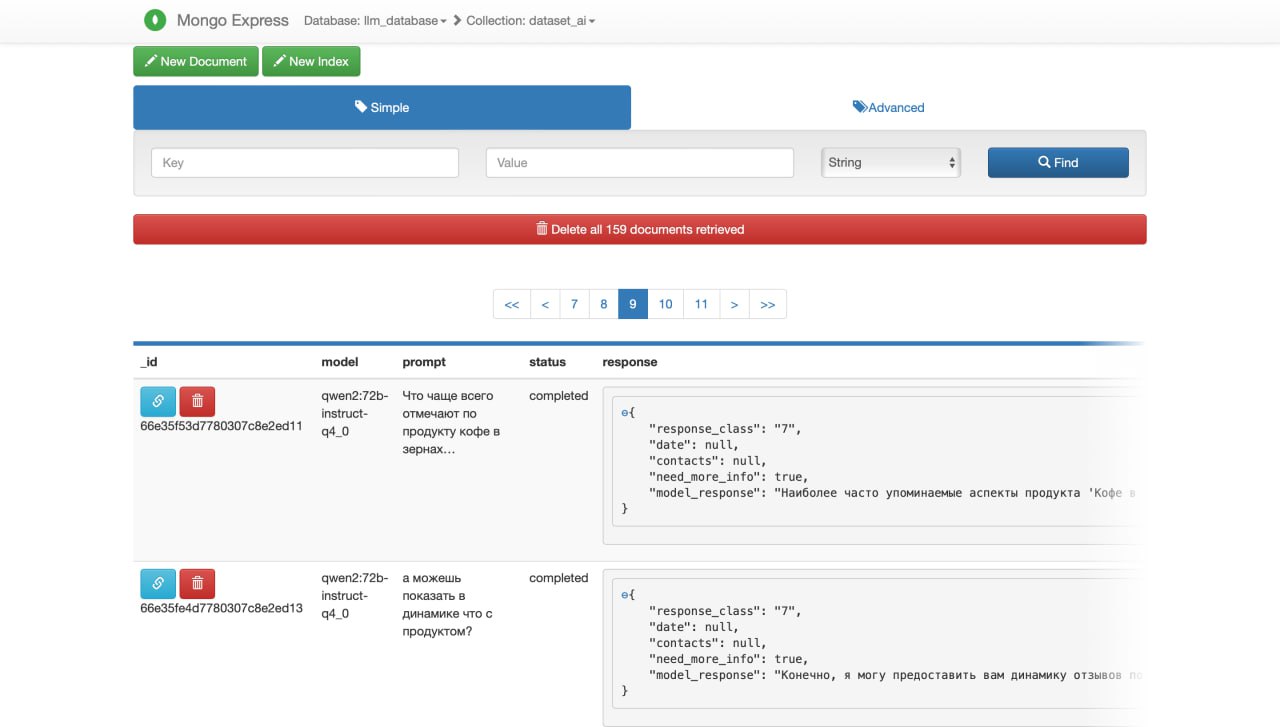 Mongo Express Database: llm_database Collection: dataset_ai
New Document New Index
Simple Advanced
Key Value String Find
Delete all 159 documents retrieved
<< < 7 8 9 10 11 > >>
_id model prompt status response
66e35f53d7780307c8e2ed11
qwen2:72b-
instruct-
q4_0
Что чаще всего
отмечают по
продукту кофе в
зернах...
completed
{
"response_class": "7",
"date": null,
"contacts": null,
"need_more_info": true,
"model_response": "Наиболее часто упоминаемые аспекты продукта 'Кофе в
}
66e35fe4d7780307c8e2ed13
qwen2:72b-
instruct-
q4_0
а можешь
показать в
динамике что с
продуктом?
completed
{
"response_class": "7",
"date": null,
"contacts": null,
"need_more_info": true,
"model_response": "Конечно, я могу предоставить вам динамику отзывов по
}